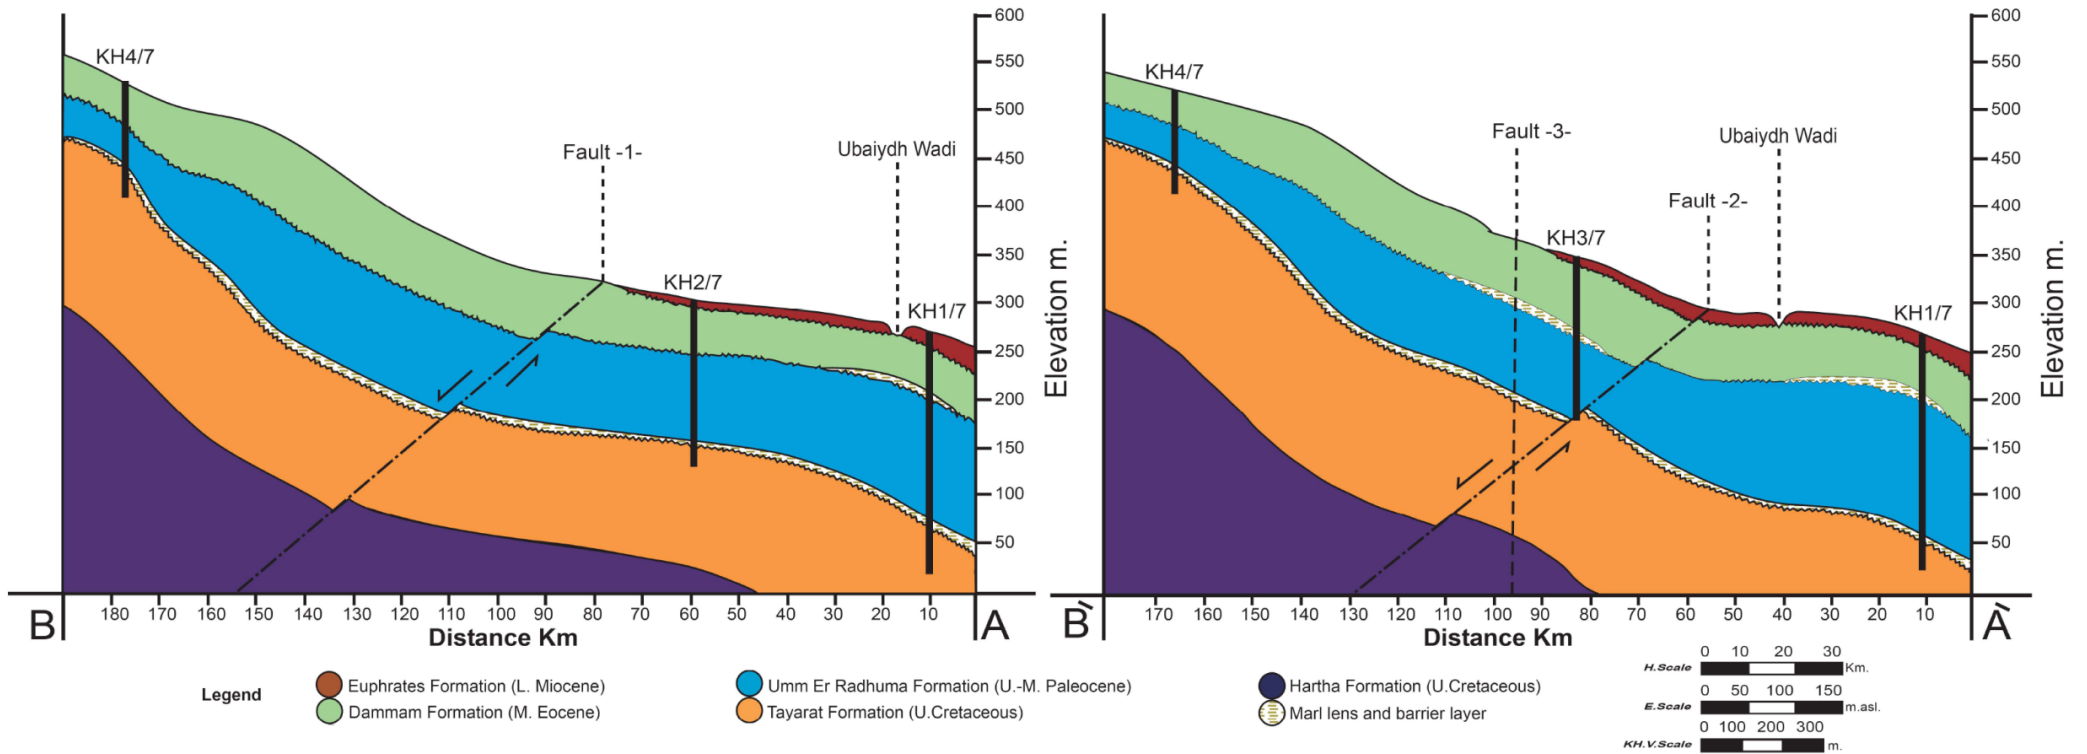 600
550
500
450
400
350
300
250
200
150
100
50
Elevation m.
KH4/7
Fault -1-
Ubaiydh Wadi
KH2/7
KH1/7
180 170 160 150 140 130 120 110 100 90 80 70 60 50 40 30 20 10
B
Distance Km
A
600
550
500
450
400
350
300
250
200
150
100
50
Elevation m.
KH4/7
Fault -3-
Ubaiydh Wadi
Fault -2-
KH3/7
KH1/7
170 160 150 140 130 120 110 100 90 80 70 60 50 40 30 20 10
B′
Distance Km
A′
Legend
Euphrates Formation (L. Miocene)
Dammam Formation (M. Eocene)
Umm Er Radhuma Formation (U.-M. Paleocene)
Tayarat Formation (U.Cretaceous)
Hartha Formation (U.Cretaceous)
Marl lens and barrier layer
0 10 20 30
H.Scale Km.
0 50 100 150
E.Scale m.asl.
0 100 200 300
KH.V.Scale m.